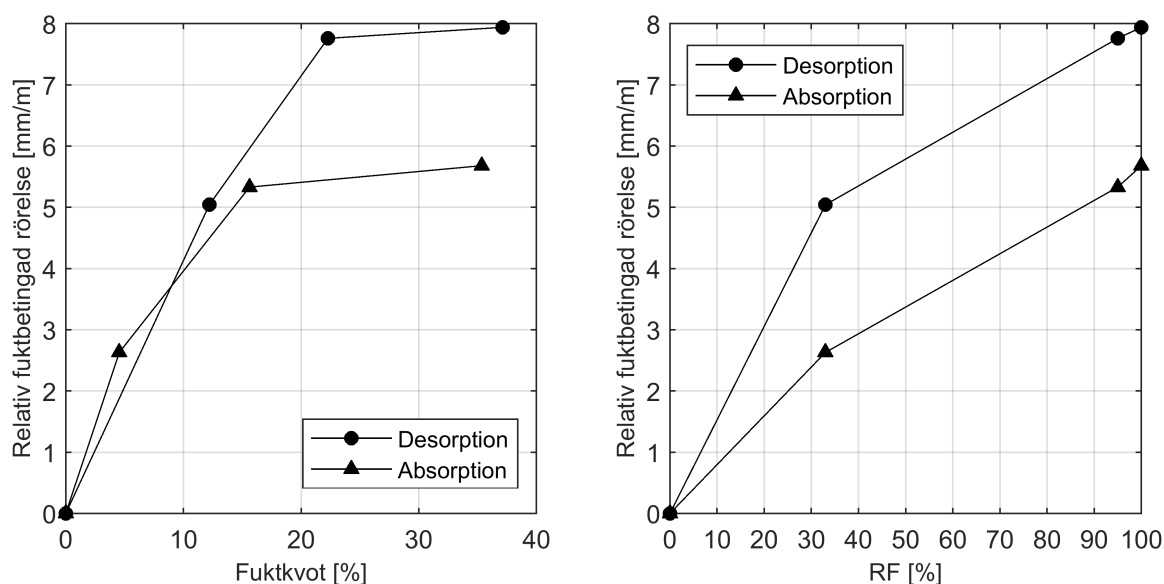 8
7
6
5
4
3
2
1
0
Relativ fuktbetingad rörelse [mm/m]
Desorption
Absorption
0 10 20 30 40
Fuktkvot [%]
8
7
6
5
4
3
2
1
0
Relativ fuktbetingad rörelse [mm/m]
Desorption
Absorption
0 10 20 30 40 50 60 70 80 90 100
RF [%]